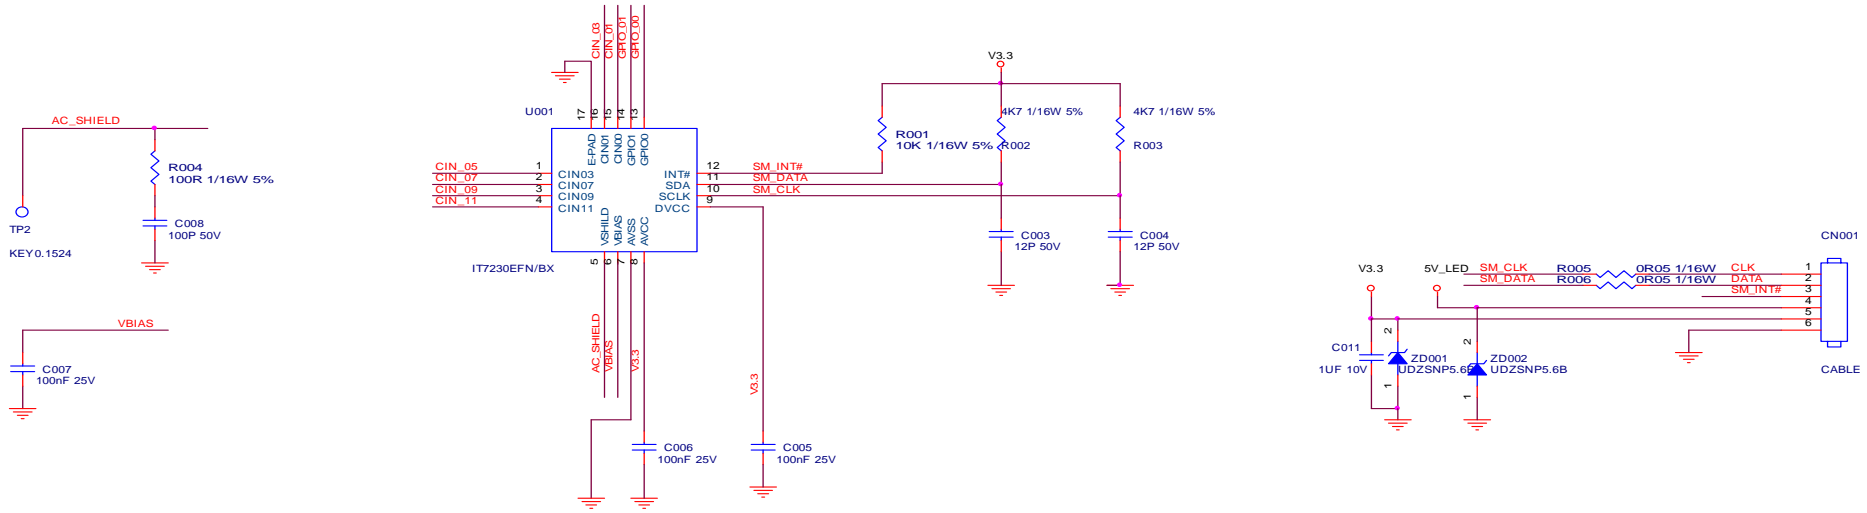 AC_SHIELD
R004
100R 1/16W 5%
C008
100P 50V
TP2
KEY0.1524
VBIAS
C007
100nF 25V
CIN_03
CIN_01
GPIO_01
GPIO_00
17
16
15
14
13
U001
E-PAD
CIN01
CIN00
GPIO1
GPIO0
CIN_05
1
CIN03
CIN_07
2
CIN07
CIN_09
3
CIN09
CIN_11
4
CIN11
INT#
12
SM_INT#
SDA
11
SM_DATA
SCLK
10
SM_CLK
DVCC
9
VSHILD
VBIAS
AVSS
AVCC
5
6
7
8
IT7230EFN/BX
AC_SHIELD
VBIAS
V3.3
V3.3
C006
100nF 25V
C005
100nF 25V
V3.3
R001
10K 1/16W 5%
4K7 1/16W 5%
R002
4K7 1/16W 5%
R003
C003
12P 50V
C004
12P 50V
CN001
V3.3
5V_LED
SM_CLK
R005
0R05 1/16W
CLK
1
SM_DATA
R006
0R05 1/16W
DATA
2
SM_INT#
3
4
5
6
C011
1UF 10V
2
ZD001
UDZSNP5.6B
1
2
ZD002
UDZSNP5.6B
1
CABLE